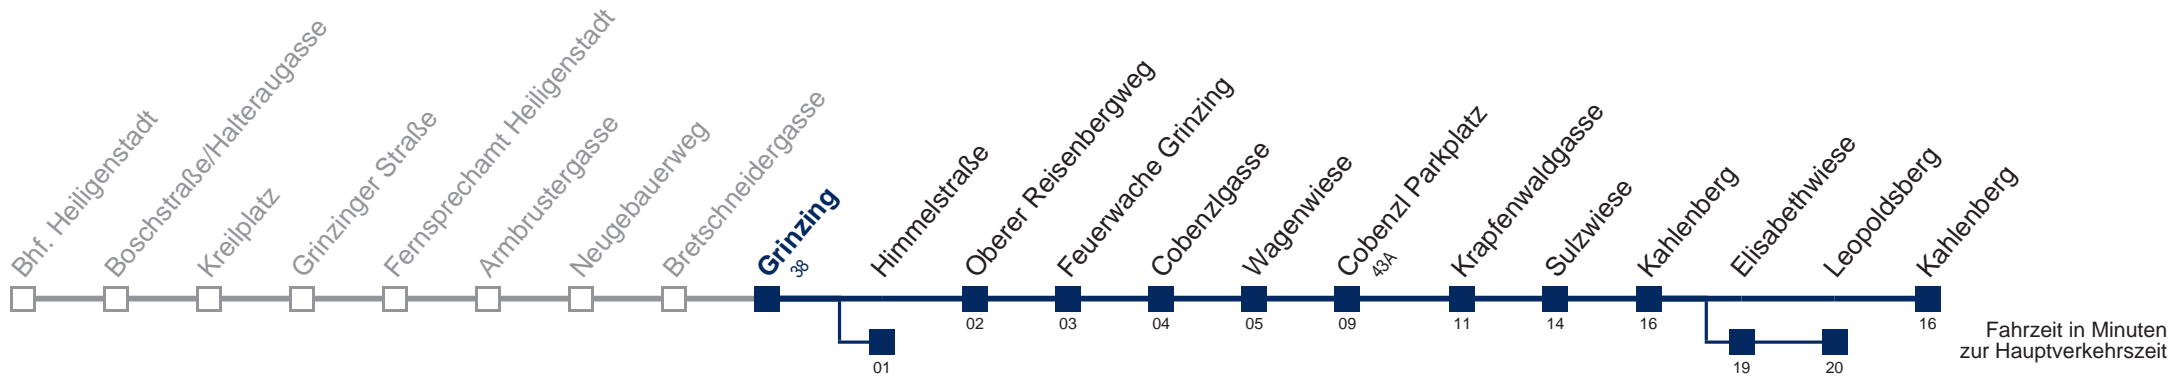 Bhf. Heiligenstadt
Boschstraße/Halteraugasse
Kreilplatz
Grinzinger Straße
Fernsprechamt Heiligenstadt
Armbrustergasse
Neugebauerweg
Bretschneidergasse
Grinzing
38
Himmelstraße
Oberer Reisenbergweg
Feuerwache Grinzing
Cobenzlgasse
Wagenwiese
Cobenzl Parkplatz
43A
Krapfenwaldgasse
Sulzwiese
Kahlenberg
Elisabethwiese
Leopoldsberg
Kahlenberg
02 03 04 05 09 11 14 16 16
01 19 20
Fahrzeit in Minuten
zur Hauptverkehrszeit